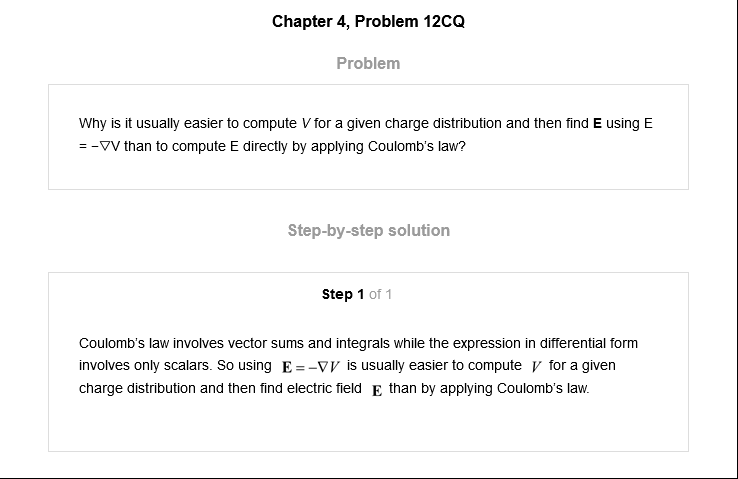 Chapter 4, Problem 12CQ
Problem
Why is it usually easier to compute V for a given charge distribution and then find E using E
= −∇V than to compute E directly by applying Coulomb's law?
Step-by-step solution
Step 1 of 1
Coulomb's law involves vector sums and integrals while the expression in differential form
involves only scalars. So using E = −∇V is usually easier to compute V for a given
charge distribution and then find electric field E than by applying Coulomb's law.